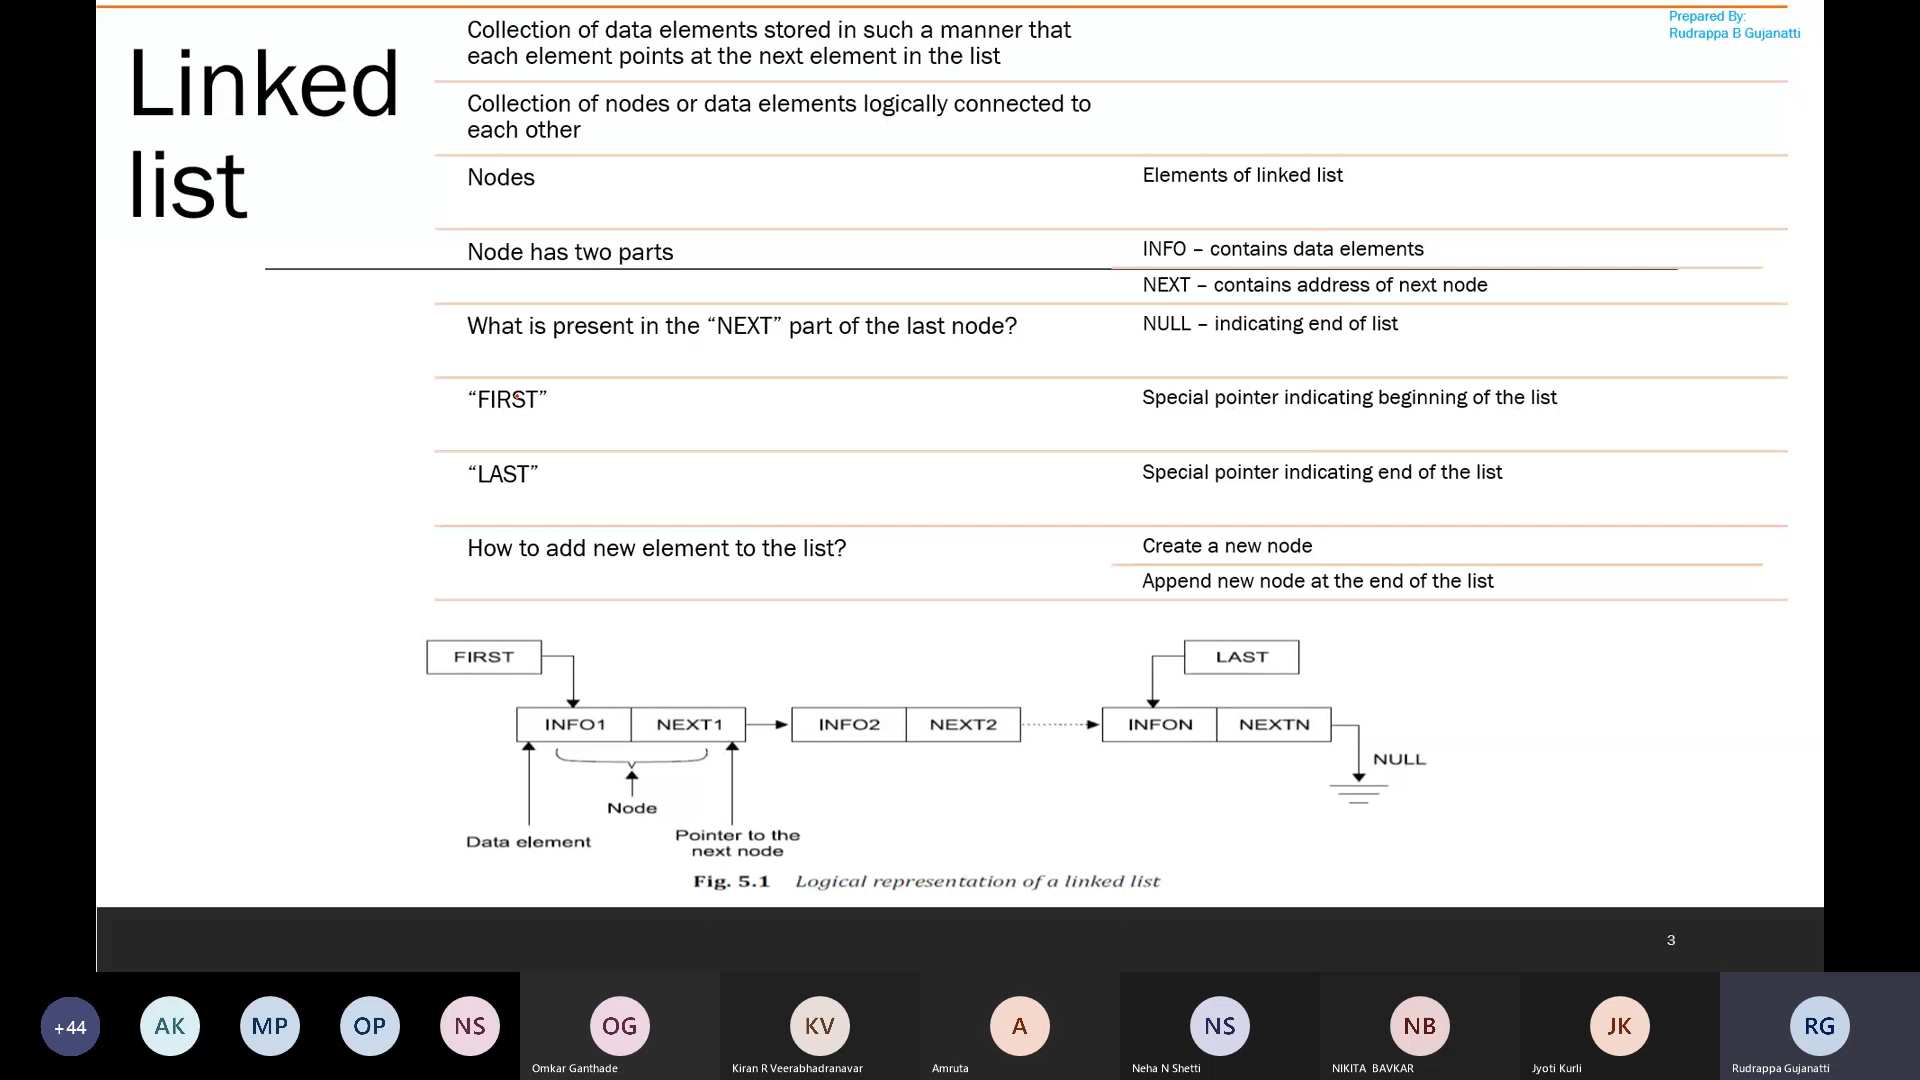 Prepared By:
Rudrappa B Gujanatti
Linked
list
Collection of data elements stored in such a manner that
each element points at the next element in the list
Collection of nodes or data elements logically connected to
each other
Nodes
Elements of linked list
Node has two parts
INFO – contains data elements
NEXT – contains address of next node
What is present in the “NEXT” part of the last node?
NULL – indicating end of list
“FIRST”
Special pointer indicating beginning of the list
“LAST”
Special pointer indicating end of the list
How to add new element to the list?
Create a new node
Append new node at the end of the list
FIRST
LAST
INFO1 NEXT1 INFO2 NEXT2 INFON NEXTN
NULL
Node
Data element
Pointer to the
next node
Fig. 5.1 Logical representation of a linked list
3
+44 AK MP OP NS OG KV A NS NB JK RG
Omkar Ganthade Kiran R Veerabhadranavar Amruta Neha N Shetti NIKITA BAVKAR Jyoti Kurli Rudrappa Gujanatti